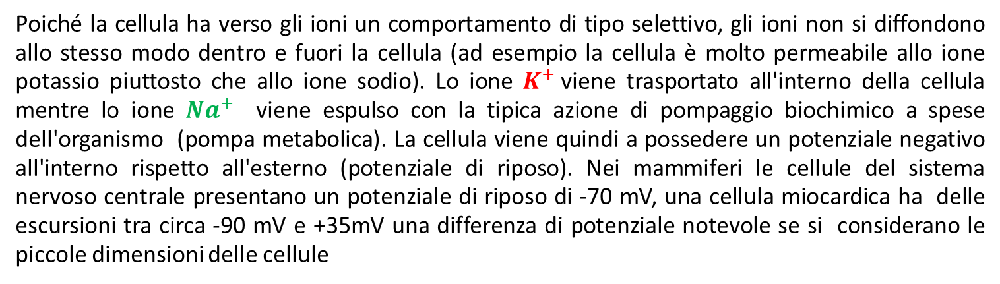 Poiché la cellula ha verso gli ioni un comportamento di tipo selettivo, gli ioni non si diffondono
allo stesso modo dentro e fuori la cellula (ad esempio la cellula è molto permeabile allo ione
potassio piuttosto che allo ione sodio). Lo ione K⁺ viene trasportato all'interno della cellula
mentre lo ione Na⁺ viene espulso con la tipica azione di pompaggio biochimico a spese
dell'organismo (pompa metabolica). La cellula viene quindi a possedere un potenziale negativo
all'interno rispetto all'esterno (potenziale di riposo). Nei mammiferi le cellule del sistema
nervoso centrale presentano un potenziale di riposo di -70 mV, una cellula miocardica ha delle
escursioni tra circa -90 mV e +35mV una differenza di potenziale notevole se si considerano le
piccole dimensioni delle cellule